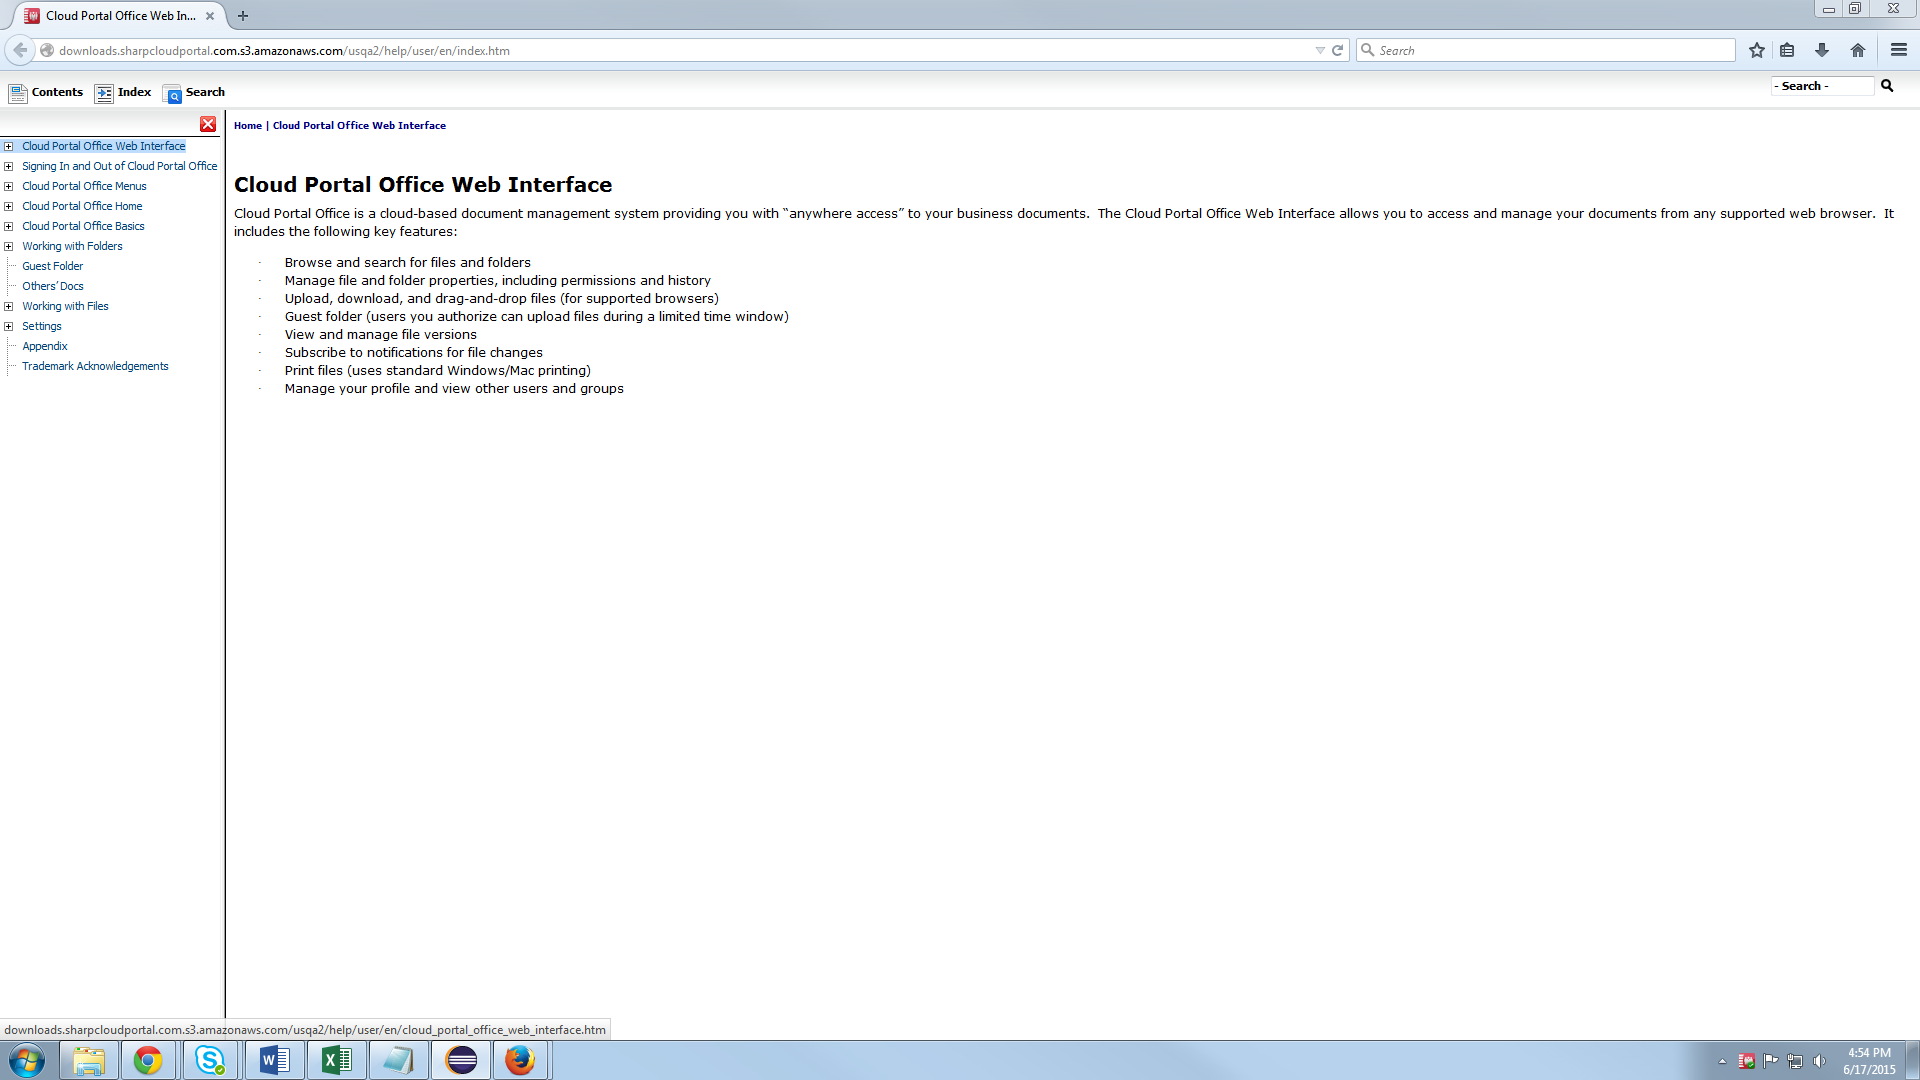 Cloud Portal Office Web In...
downloads.sharpcloudportal.com.s3.amazonaws.com/usqa2/help/user/en/index.htm
Search
Contents
Index
Search
- Search -
Home | Cloud Portal Office Web Interface
Cloud Portal Office Web Interface
Signing In and Out of Cloud Portal Office
Cloud Portal Office Menus
Cloud Portal Office Home
Cloud Portal Office Basics
Working with Folders
Guest Folder
Others' Docs
Working with Files
Settings
Appendix
Trademark Acknowledgements
Cloud Portal Office Web Interface
Cloud Portal Office is a cloud-based document management system providing you with “anywhere access” to your business documents. The Cloud Portal Office Web Interface allows you to access and manage your documents from any supported web browser. It
includes the following key features:
· Browse and search for files and folders
· Manage file and folder properties, including permissions and history
· Upload, download, and drag-and-drop files (for supported browsers)
· Guest folder (users you authorize can upload files during a limited time window)
· View and manage file versions
· Subscribe to notifications for file changes
· Print files (uses standard Windows/Mac printing)
· Manage your profile and view other users and groups
downloads.sharpcloudportal.com.s3.amazonaws.com/usqa2/help/user/en/cloud_portal_office_web_interface.htm
4:54 PM
6/17/2015